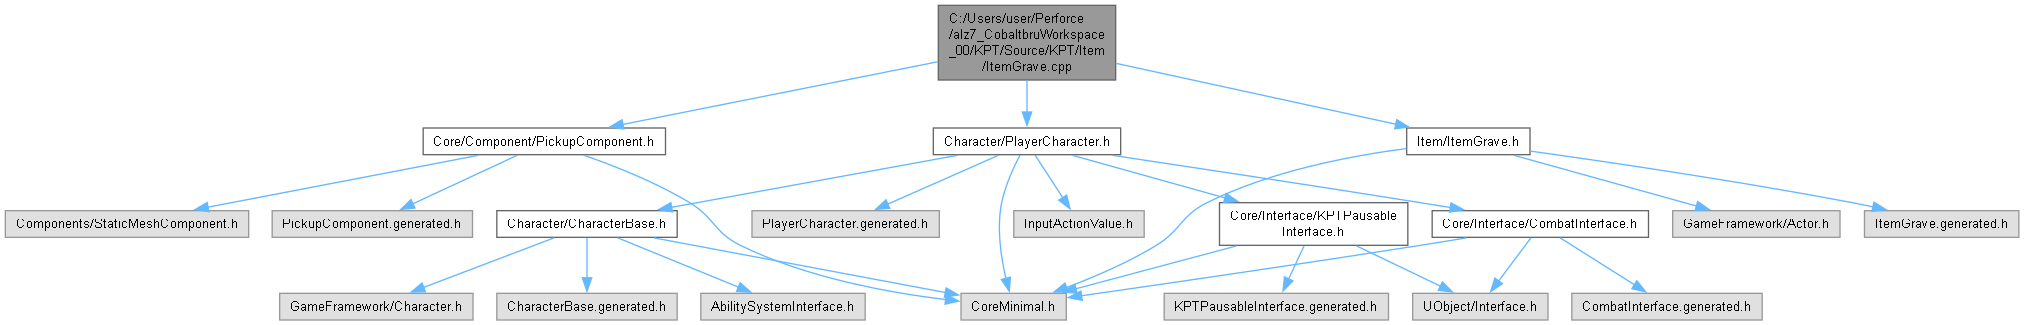 C:/Users/user/Perforce
/alz7_CobaltbruWorkspace
_00/KPT/Source/KPT/Item
/ItemGrave.cpp
Core/Component/PickupComponent.h
Character/PlayerCharacter.h
Item/ItemGrave.h
Components/StaticMeshComponent.h
PickupComponent.generated.h
Character/CharacterBase.h
PlayerCharacter.generated.h
InputActionValue.h
Core/Interface/KPTPausable
Interface.h
Core/Interface/CombatInterface.h
GameFramework/Actor.h
ItemGrave.generated.h
GameFramework/Character.h
CharacterBase.generated.h
AbilitySystemInterface.h
CoreMinimal.h
KPTPausableInterface.generated.h
UObject/Interface.h
CombatInterface.generated.h